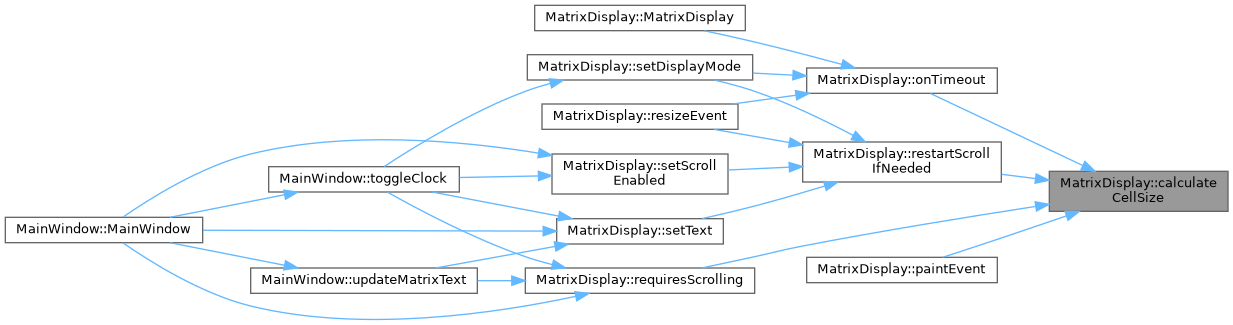 MatrixDisplay::MatrixDisplay
MatrixDisplay::setDisplayMode
MatrixDisplay::onTimeout
MatrixDisplay::resizeEvent
MatrixDisplay::restartScroll
IfNeeded
MatrixDisplay::setScroll
Enabled
MainWindow::toggleClock
MatrixDisplay::calculate
CellSize
MainWindow::MainWindow
MatrixDisplay::setText
MatrixDisplay::paintEvent
MainWindow::updateMatrixText
MatrixDisplay::requiresScrolling